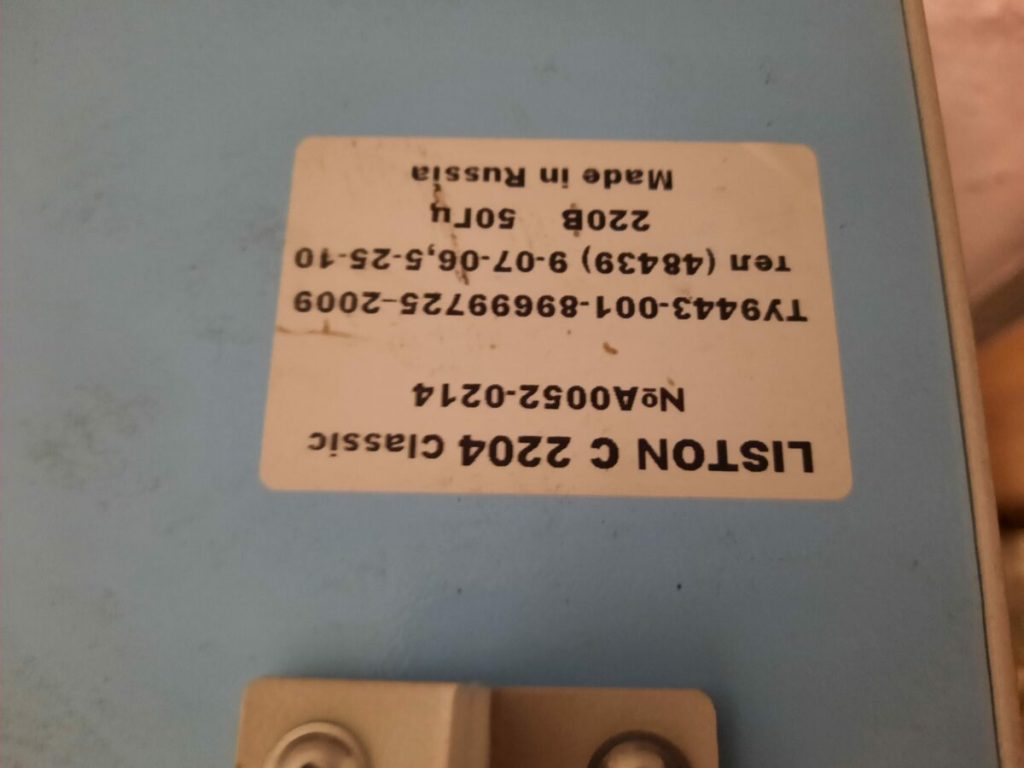 LISTON C 2204 Classic
№А0052-0214
ТУ9443-001-89699725-2009
тел (48439) 9-07-06,5-25-10
220В 50Гц
Made in Russia